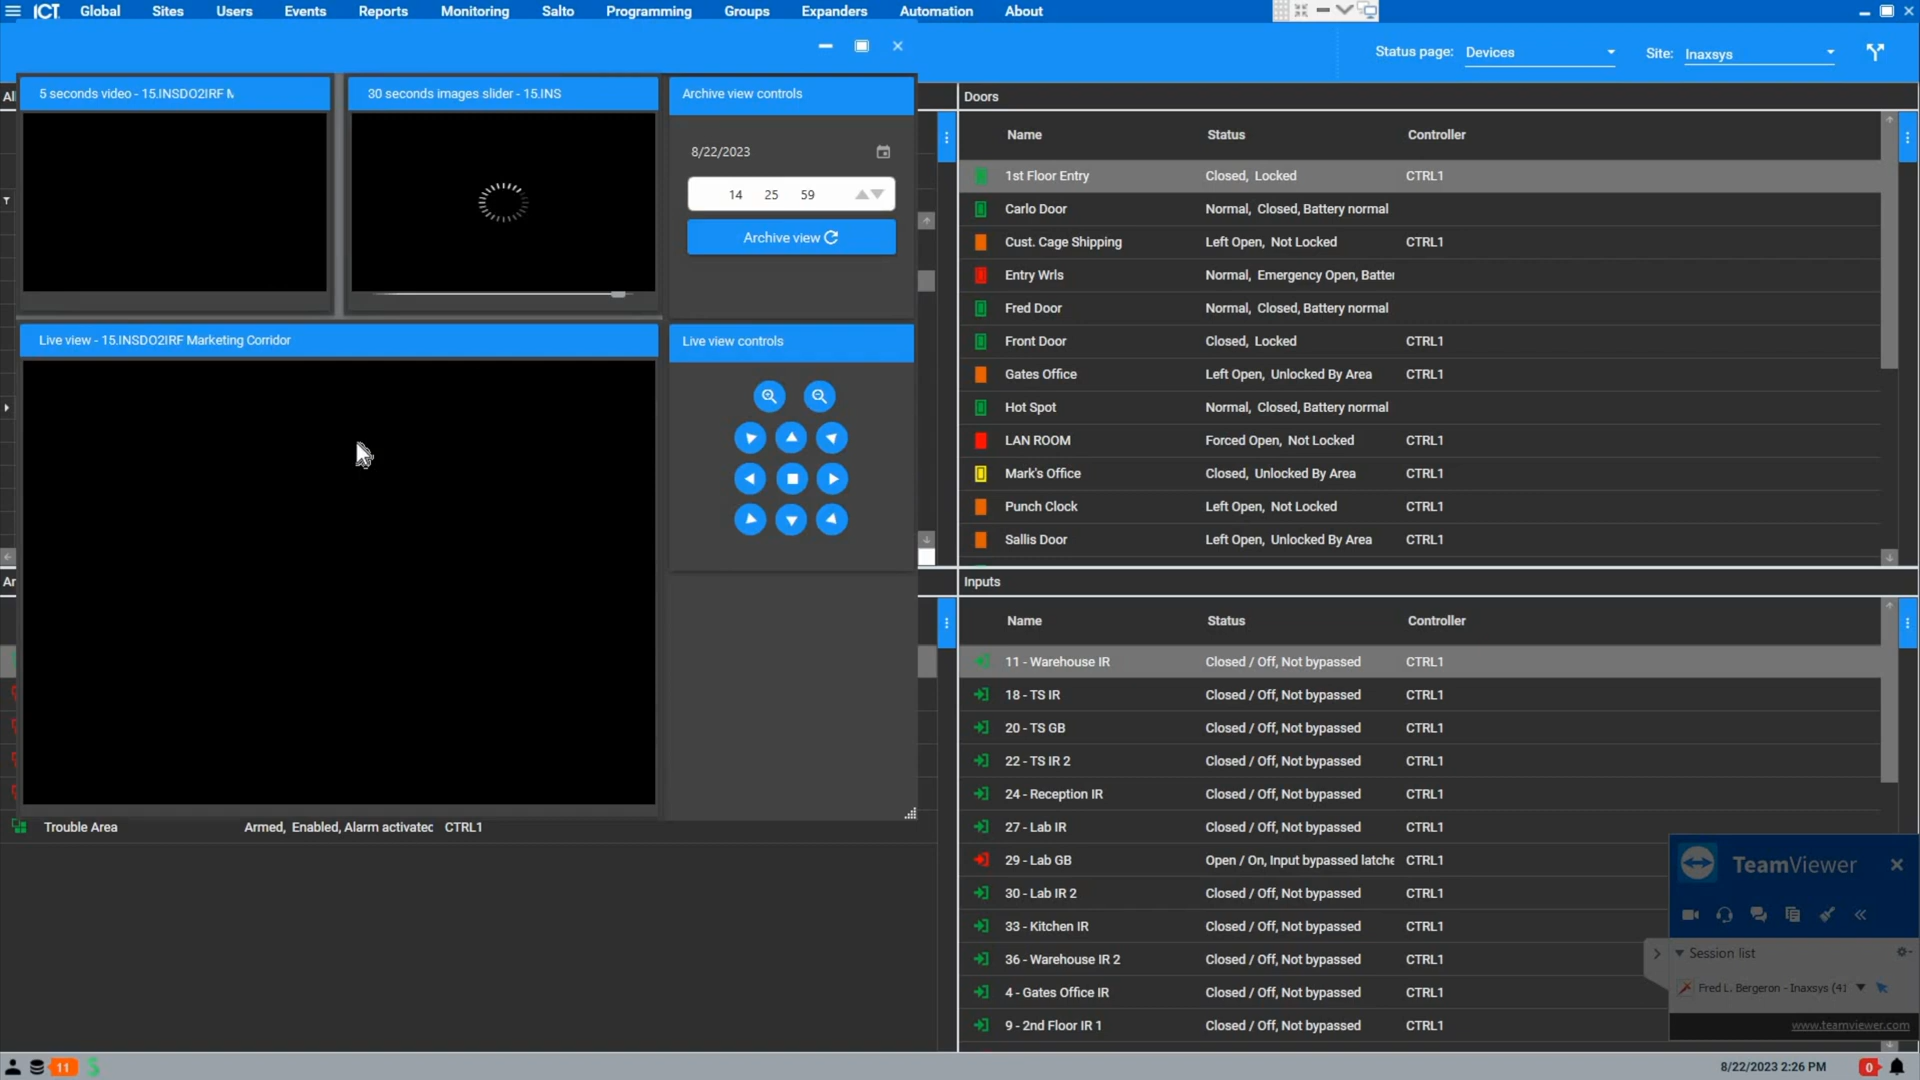 ICT Global Sites Users Events Reports Monitoring Salto Programming Groups Expanders Automation About
Status page: Devices Site: Inaxsys
5 seconds video - 15.INSDO2IRF
30 seconds images slider - 15.INS
Archive view controls
8/22/2023
14 25 59
Archive view
Live view - 15.INSDO2IRF Marketing Corridor
Live view controls
Trouble Area Armed, Enabled, Alarm activated CTRL1
Doors
Name Status Controller
1st Floor Entry Closed, Locked CTRL1
Carlo Door Normal, Closed, Battery normal
Cust. Cage Shipping Left Open, Not Locked CTRL1
Entry Wrls Normal, Emergency Open, Batter
Fred Door Normal, Closed, Battery normal
Front Door Closed, Locked CTRL1
Gates Office Left Open, Unlocked By Area CTRL1
Hot Spot Normal, Closed, Battery normal
LAN ROOM Forced Open, Not Locked CTRL1
Mark's Office Closed, Unlocked By Area CTRL1
Punch Clock Left Open, Not Locked CTRL1
Sallis Door Left Open, Unlocked By Area CTRL1
Inputs
Name Status Controller
11 - Warehouse IR Closed / Off, Not bypassed CTRL1
18 - TS IR Closed / Off, Not bypassed CTRL1
20 - TS GB Closed / Off, Not bypassed CTRL1
22 - TS IR 2 Closed / Off, Not bypassed CTRL1
24 - Reception IR Closed / Off, Not bypassed CTRL1
27 - Lab IR Closed / Off, Not bypassed CTRL1
29 - Lab GB Open / On, Input bypassed latche CTRL1
30 - Lab IR 2 Closed / Off, Not bypassed CTRL1
33 - Kitchen IR Closed / Off, Not bypassed CTRL1
36 - Warehouse IR 2 Closed / Off, Not bypassed CTRL1
4 - Gates Office IR Closed / Off, Not bypassed CTRL1
9 - 2nd Floor IR 1 Closed / Off, Not bypassed CTRL1
TeamViewer
Session list
Fred L. Bergeron - Inaxsys (41
www.teamviewer.com
11
8/22/2023 2:26 PM 0